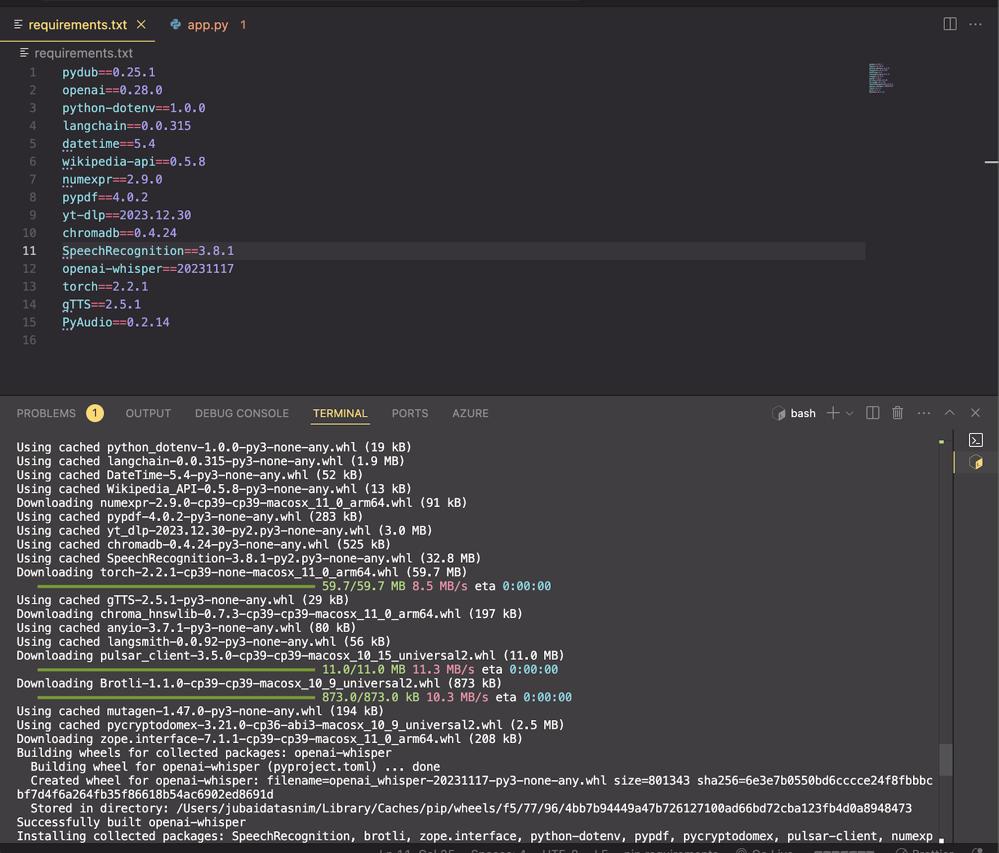 requirements.txt
app.py 1
requirements.txt
1 pydub==0.25.1
2 openai==0.28.0
3 python-dotenv==1.0.0
4 langchain==0.0.315
5 datetime==5.4
6 wikipedia-api==0.5.8
7 numexpr==2.9.0
8 pypdf==4.0.2
9 yt-dlp==2023.12.30
10 chromadb==0.4.24
11 SpeechRecognition==3.8.1
12 openai-whisper==20231117
13 torch==2.2.1
14 gTTS==2.5.1
15 PyAudio==0.2.14
16
PROBLEMS 1 OUTPUT DEBUG CONSOLE TERMINAL PORTS AZURE bash
Using cached python_dotenv-1.0.0-py3-none-any.whl (19 kB)
Using cached langchain-0.0.315-py3-none-any.whl (1.9 MB)
Using cached DateTime-5.4-py3-none-any.whl (52 kB)
Using cached Wikipedia_API-0.5.8-py3-none-any.whl (13 kB)
Downloading numexpr-2.9.0-cp39-cp39-macosx_11_0_arm64.whl (91 kB)
Using cached pypdf-4.0.2-py3-none-any.whl (283 kB)
Using cached yt_dlp-2023.12.30-py2.py3-none-any.whl (3.0 MB)
Using cached chromadb-0.4.24-py3-none-any.whl (525 kB)
Using cached SpeechRecognition-3.8.1-py2.py3-none-any.whl (32.8 MB)
Downloading torch-2.2.1-cp39-none-macosx_11_0_arm64.whl (59.7 MB)
59.7/59.7 MB 8.5 MB/s eta 0:00:00
Using cached gTTS-2.5.1-py3-none-any.whl (29 kB)
Downloading chroma_hnswlib-0.7.3-cp39-cp39-macosx_11_0_arm64.whl (197 kB)
Using cached anyio-3.7.1-py3-none-any.whl (80 kB)
Using cached langsmith-0.0.92-py3-none-any.whl (56 kB)
Downloading pulsar_client-3.5.0-cp39-cp39-macosx_10_15_universal2.whl (11.0 MB)
11.0/11.0 MB 11.3 MB/s eta 0:00:00
Downloading Brotli-1.1.0-cp39-cp39-macosx_10_9_universal2.whl (873 kB)
873.0/873.0 kB 10.3 MB/s eta 0:00:00
Using cached mutagen-1.47.0-py3-none-any.whl (194 kB)
Using cached pycryptodomex-3.21.0-cp36-abi3-macosx_10_9_universal2.whl (2.5 MB)
Downloading zope.interface-7.1.1-cp39-cp39-macosx_11_0_arm64.whl (208 kB)
Building wheels for collected packages: openai-whisper
Building wheel for openai-whisper (pyproject.toml) ... done
Created wheel for openai-whisper: filename=openai_whisper-20231117-py3-none-any.whl size=801343 sha256=6e3e7b0550bd6cccce24f8fbbbc
bf7d4f6a264fb35f86618b54ac6902ed8691d
Stored in directory: /Users/jubaidatasnim/Library/Caches/pip/wheels/f5/77/96/4bb7b94449a47b726127100ad66bd72cba123fb4d0a8948473
Successfully built openai-whisper
Installing collected packages: SpeechRecognition, brotli, zope.interface, python-dotenv, pypdf, pycryptodomex, pulsar-client, numexp